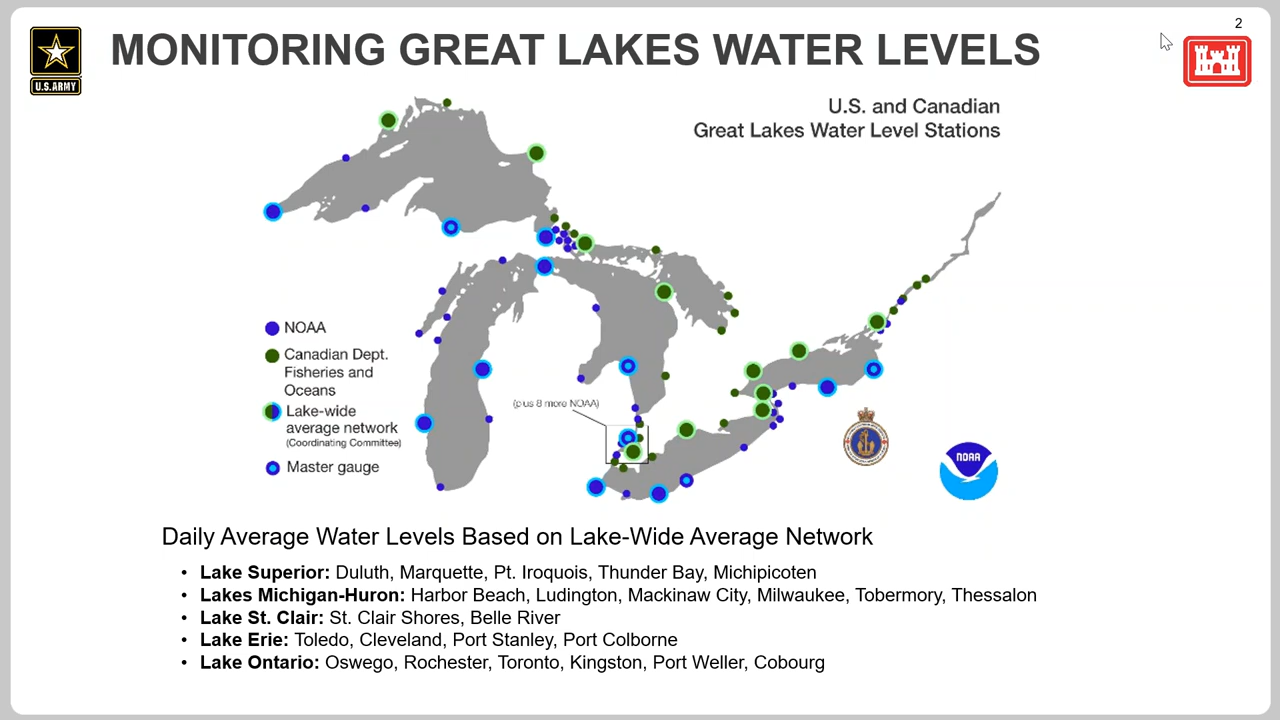 2
MONITORING GREAT LAKES WATER LEVELS
U.S.ARMY
U.S. and Canadian
Great Lakes Water Level Stations
NOAA
Canadian Dept.
Fisheries and
Oceans
Lake-wide
average network
(Coordinating Committee)
Master gauge
(plus 8 more NOAA)
NOAA
Daily Average Water Levels Based on Lake-Wide Average Network
• Lake Superior: Duluth, Marquette, Pt. Iroquois, Thunder Bay, Michipicoten
• Lakes Michigan-Huron: Harbor Beach, Ludington, Mackinaw City, Milwaukee, Tobermory, Thessalon
• Lake St. Clair: St. Clair Shores, Belle River
• Lake Erie: Toledo, Cleveland, Port Stanley, Port Colborne
• Lake Ontario: Oswego, Rochester, Toronto, Kingston, Port Weller, Cobourg